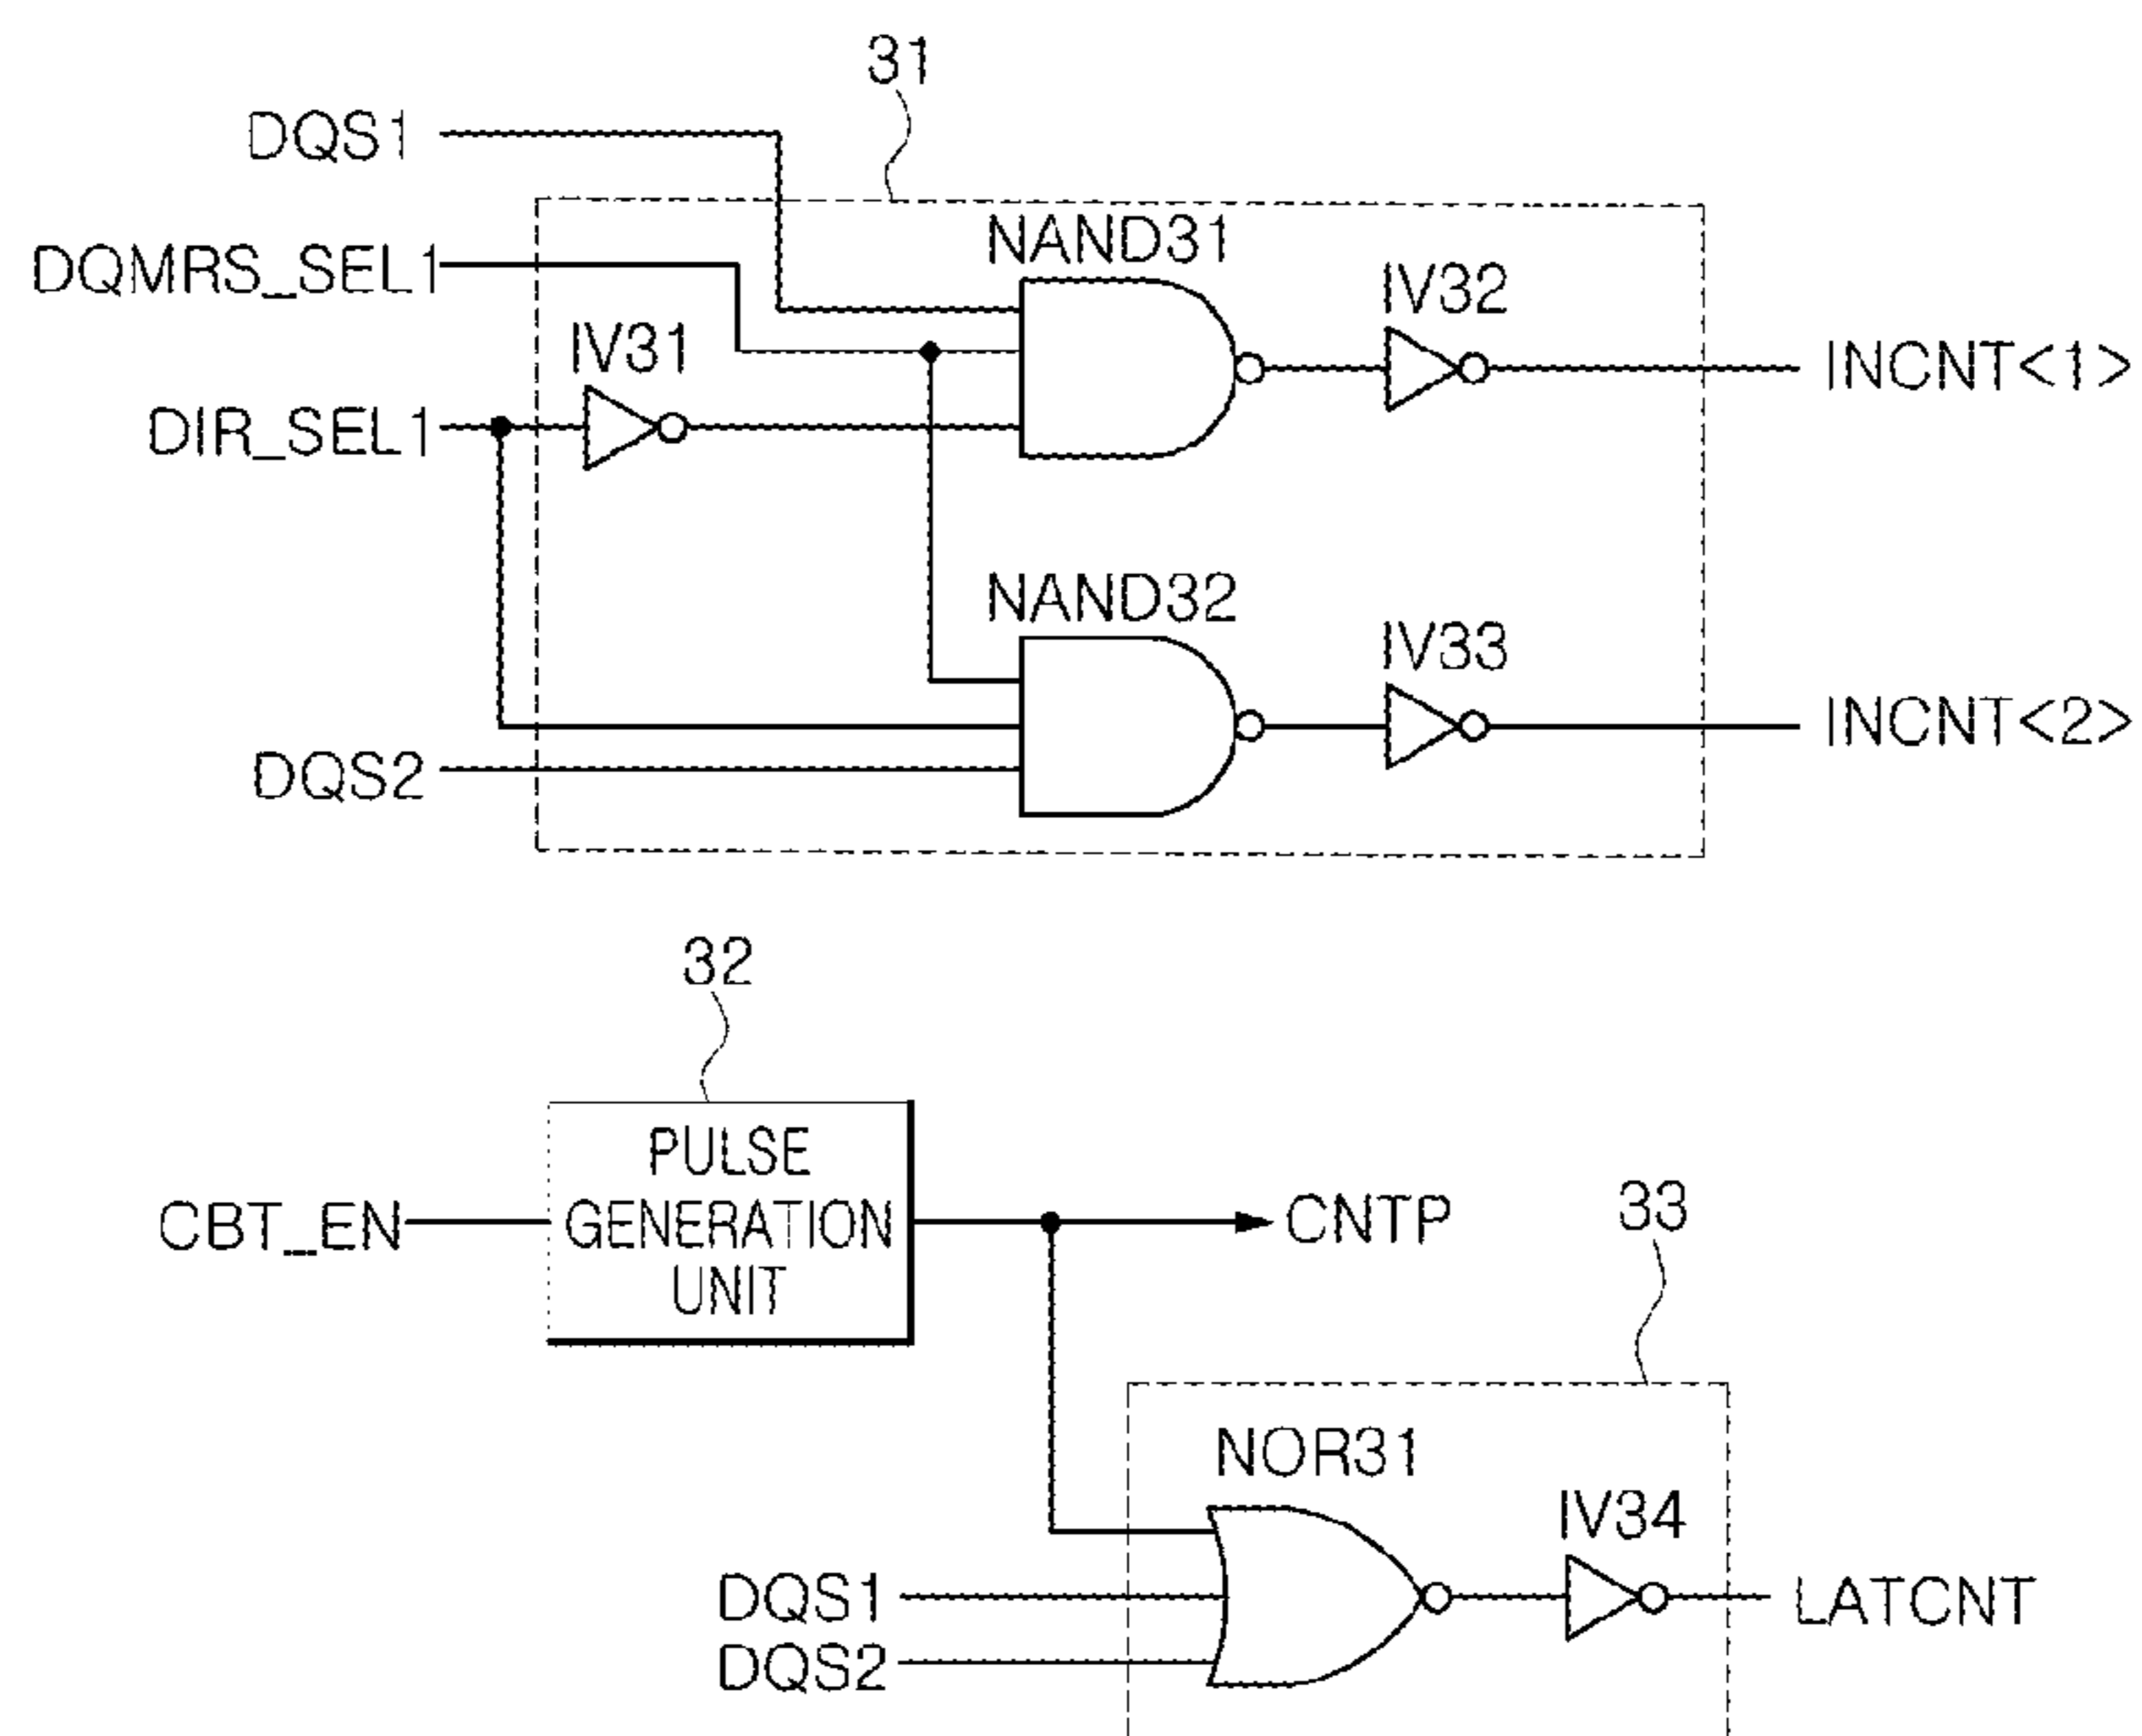 31
DQS1
DQMRS_SEL1
NAND31
IV32
IV31
INCNT<1>
DIR_SEL1
NAND32
IV33
INCNT<2>
DQS2
32
PULSE
GENERATION
UNIT
CBT_EN
CNTP
33
NOR31
IV34
DQS1
LATCNT
DQS2